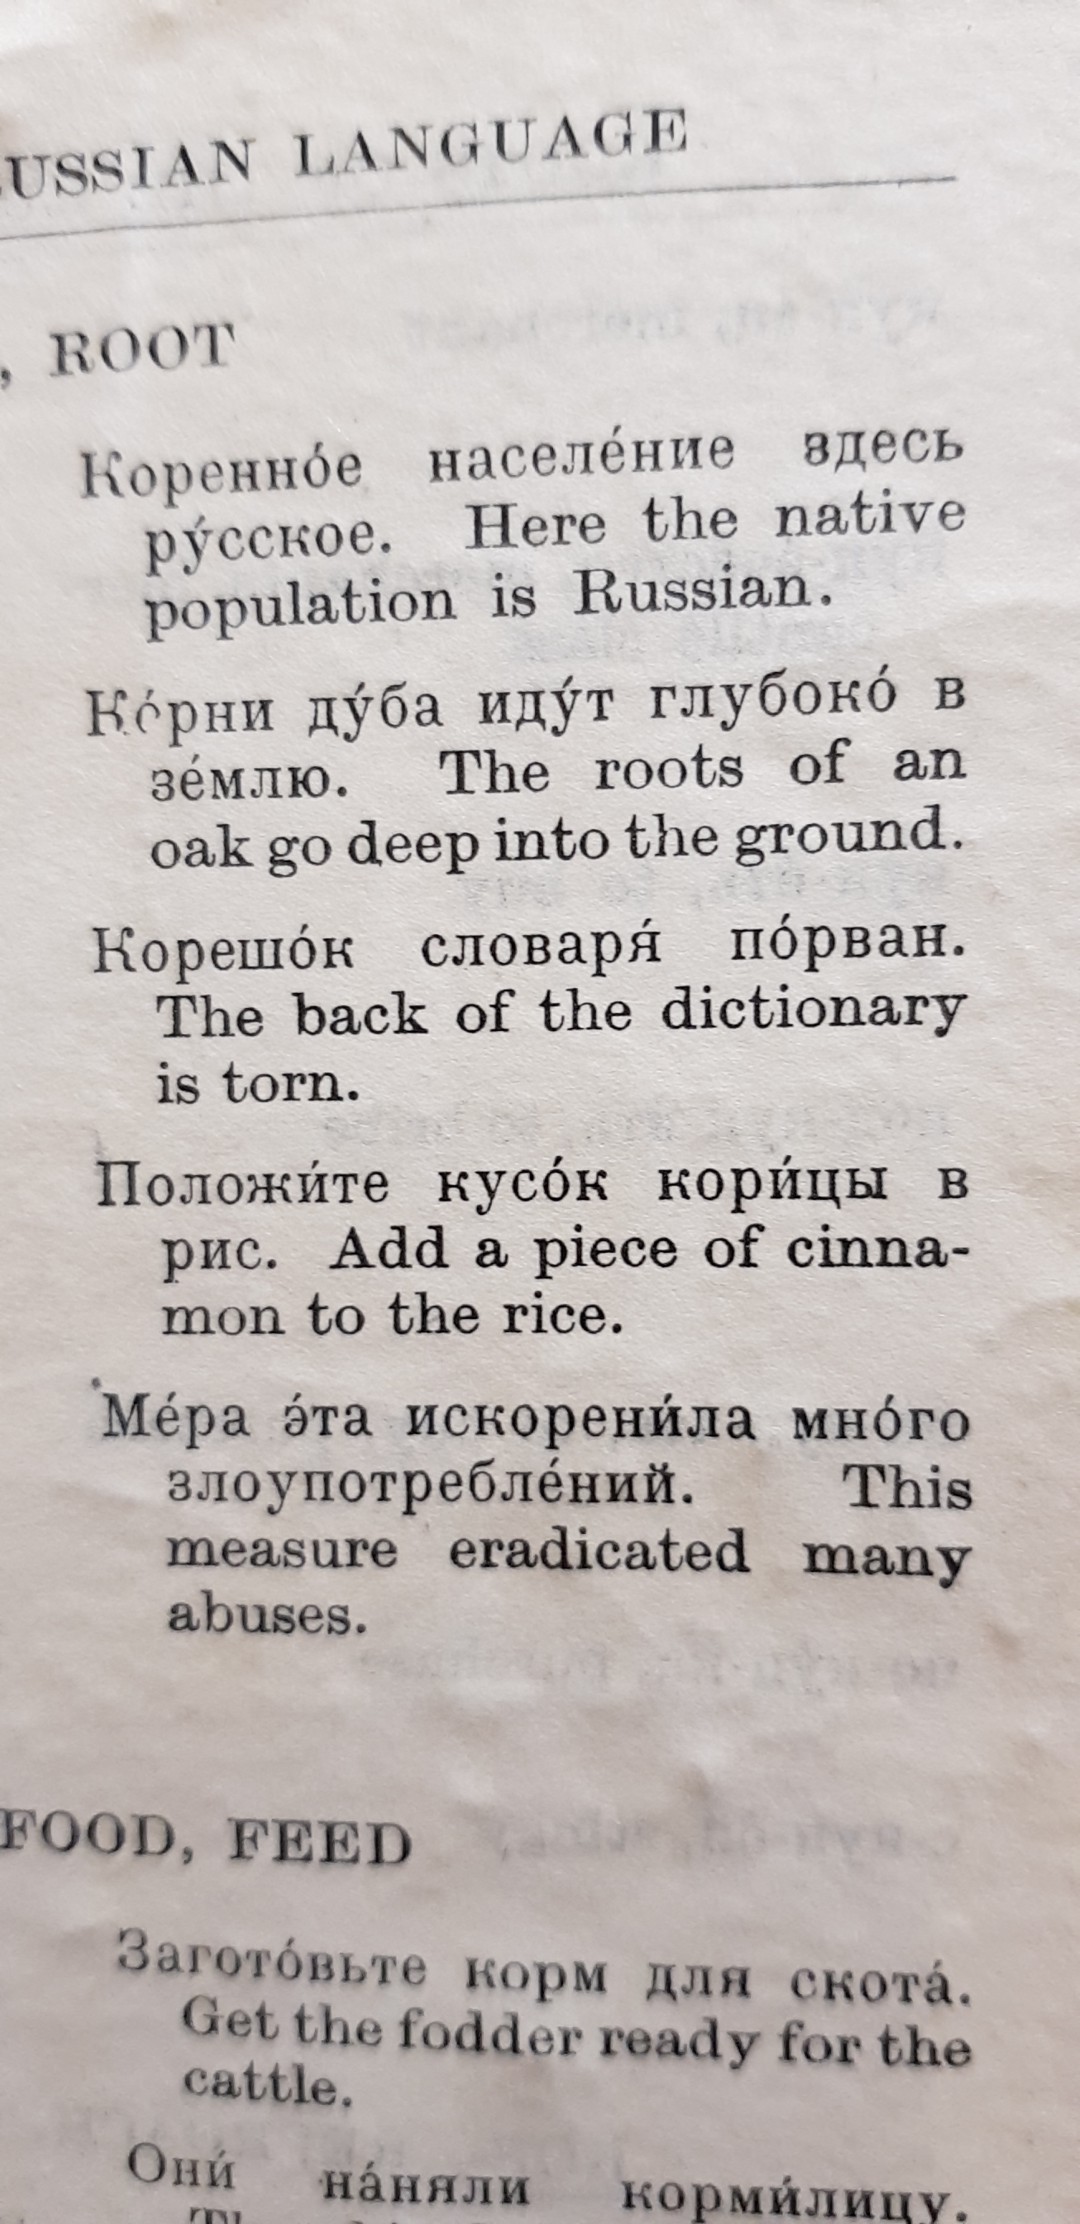 USSIAN LANGUAGE
, ROOT
Коренно́е населе́ние здесь
ру́сское. Here the native
population is Russian.
Ко́рни ду́ба иду́т глубоко́ в
зе́млю. The roots of an
oak go deep into the ground.
Корешо́к словаря́ по́рван.
The back of the dictionary
is torn.
Положи́те кусо́к кори́цы в
рис. Add a piece of cinna-
mon to the rice.
Ме́ра э́та искорени́ла мно́го
злоупотребле́ний. This
measure eradicated many
abuses.
FOOD, FEED
Загото́вьте корм для скота́.
Get the fodder ready for the
cattle.
Они́ на́няли корми́лицу.